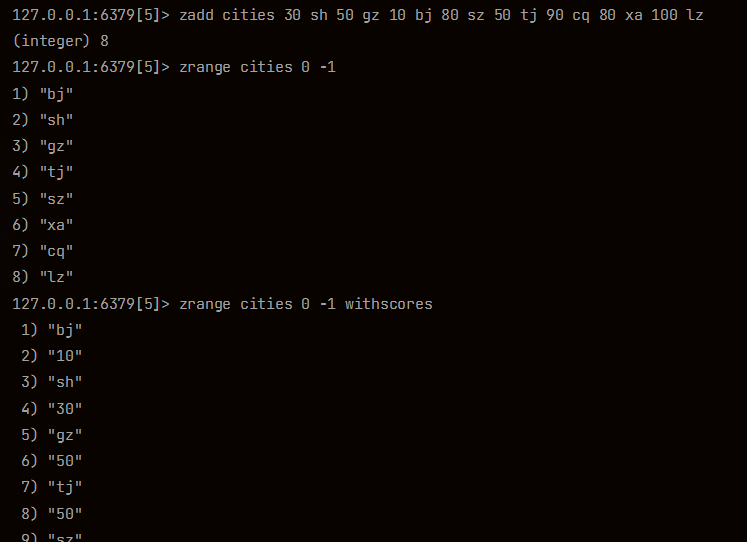 127.0.0.1:6379[5]> zadd cities 30 sh 50 gz 10 bj 80 sz 50 tj 90 cq 80 xa 100 lz
(integer) 8
127.0.0.1:6379[5]> zrange cities 0 -1
1) "bj"
2) "sh"
3) "gz"
4) "tj"
5) "sz"
6) "xa"
7) "cq"
8) "lz"
127.0.0.1:6379[5]> zrange cities 0 -1 withscores
1) "bj"
2) "10"
3) "sh"
4) "30"
5) "gz"
6) "50"
7) "tj"
8) "50"
9) "sz"